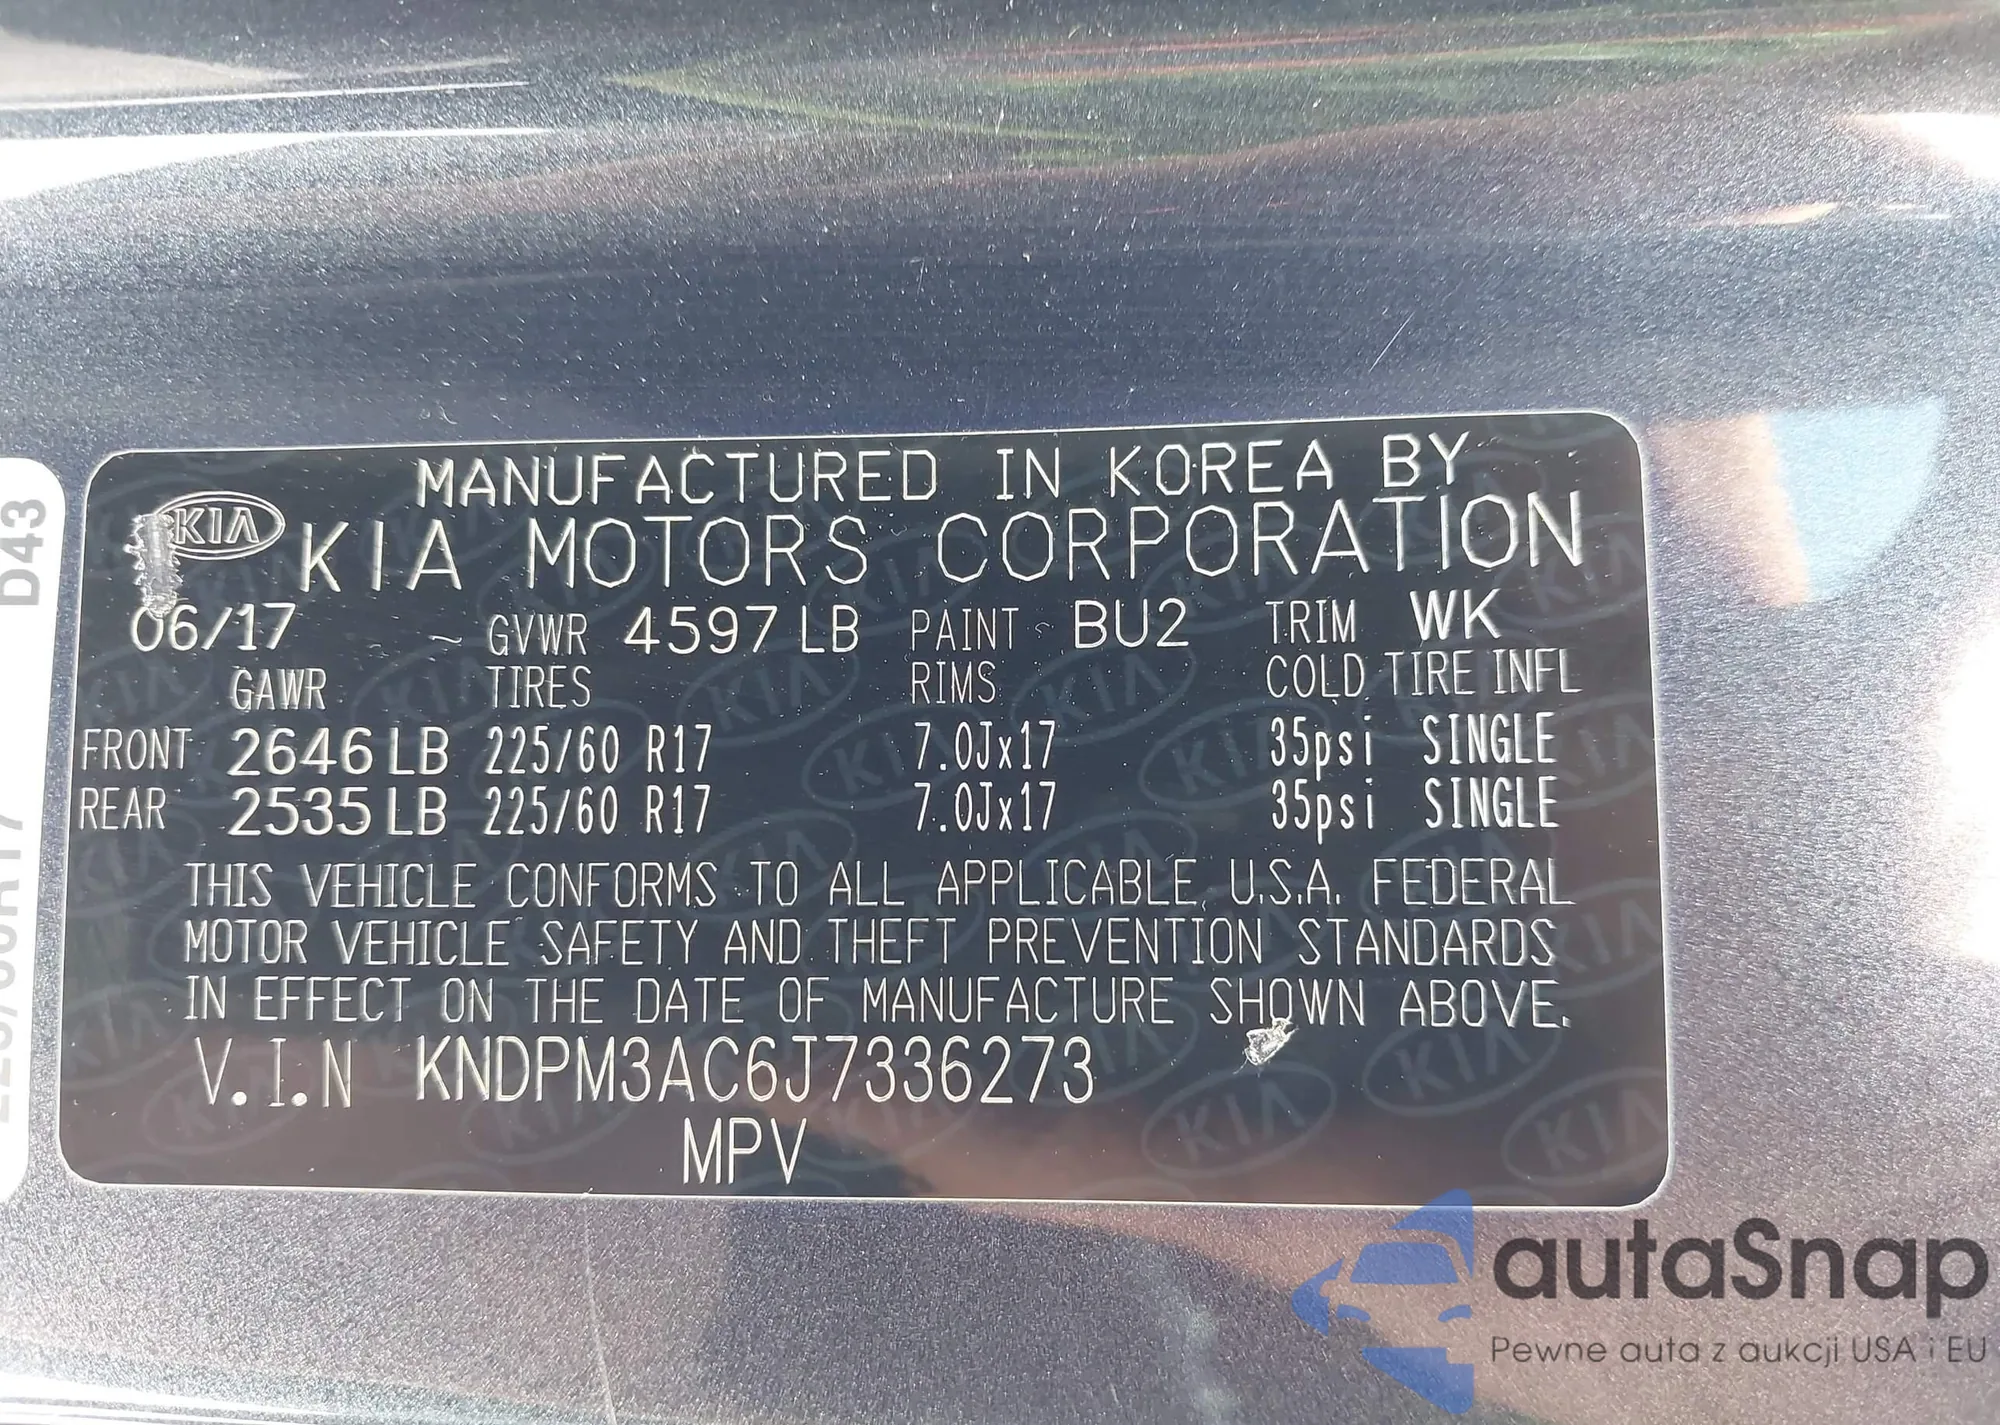 MANUFACTURED IN KOREA BY
KIA KIA MOTORS CORPORATION
06/17 GVWR 4597 LB PAINT BU2 TRIM WK
GAWR TIRES RIMS COLD TIRE INFL
FRONT 2646 LB 225/60 R17 7.0Jx17 35psi SINGLE
REAR 2535 LB 225/60 R17 7.0Jx17 35psi SINGLE
THIS VEHICLE CONFORMS TO ALL APPLICABLE U.S.A. FEDERAL
MOTOR VEHICLE SAFETY AND THEFT PREVENTION STANDARDS
IN EFFECT ON THE DATE OF MANUFACTURE SHOWN ABOVE.
V.I.N KNDPM3AC6J7336273
MPV
D43
autaSnap
Pewne auta z aukcji USA i EU